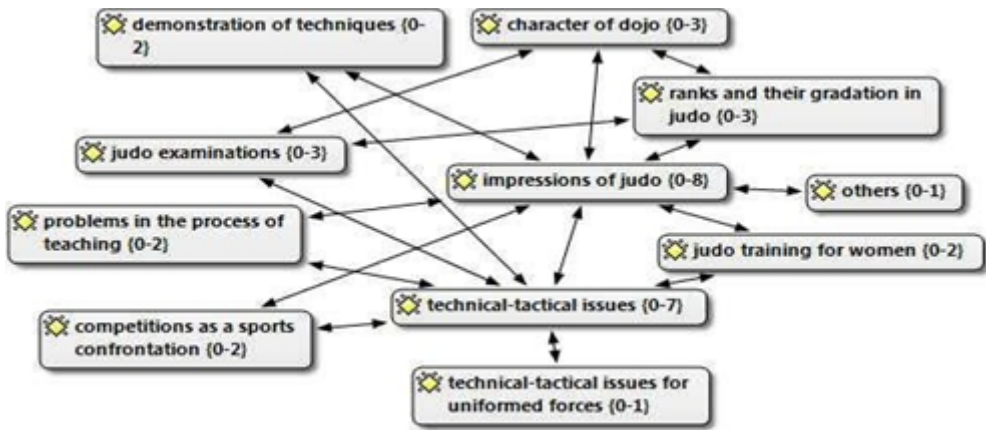 demonstration of techniques {0-
2}
character of dojo {0-3}
ranks and their gradation in
judo {0-3}
judo examinations {0-3}
impressions of judo {0-8}
others {0-1}
problems in the process of
teaching {0-2}
judo training for women {0-2}
technical-tactical issues {0-7}
competitions as a sports
confrontation {0-2}
technical-tactical issues for
uniformed forces {0-1}